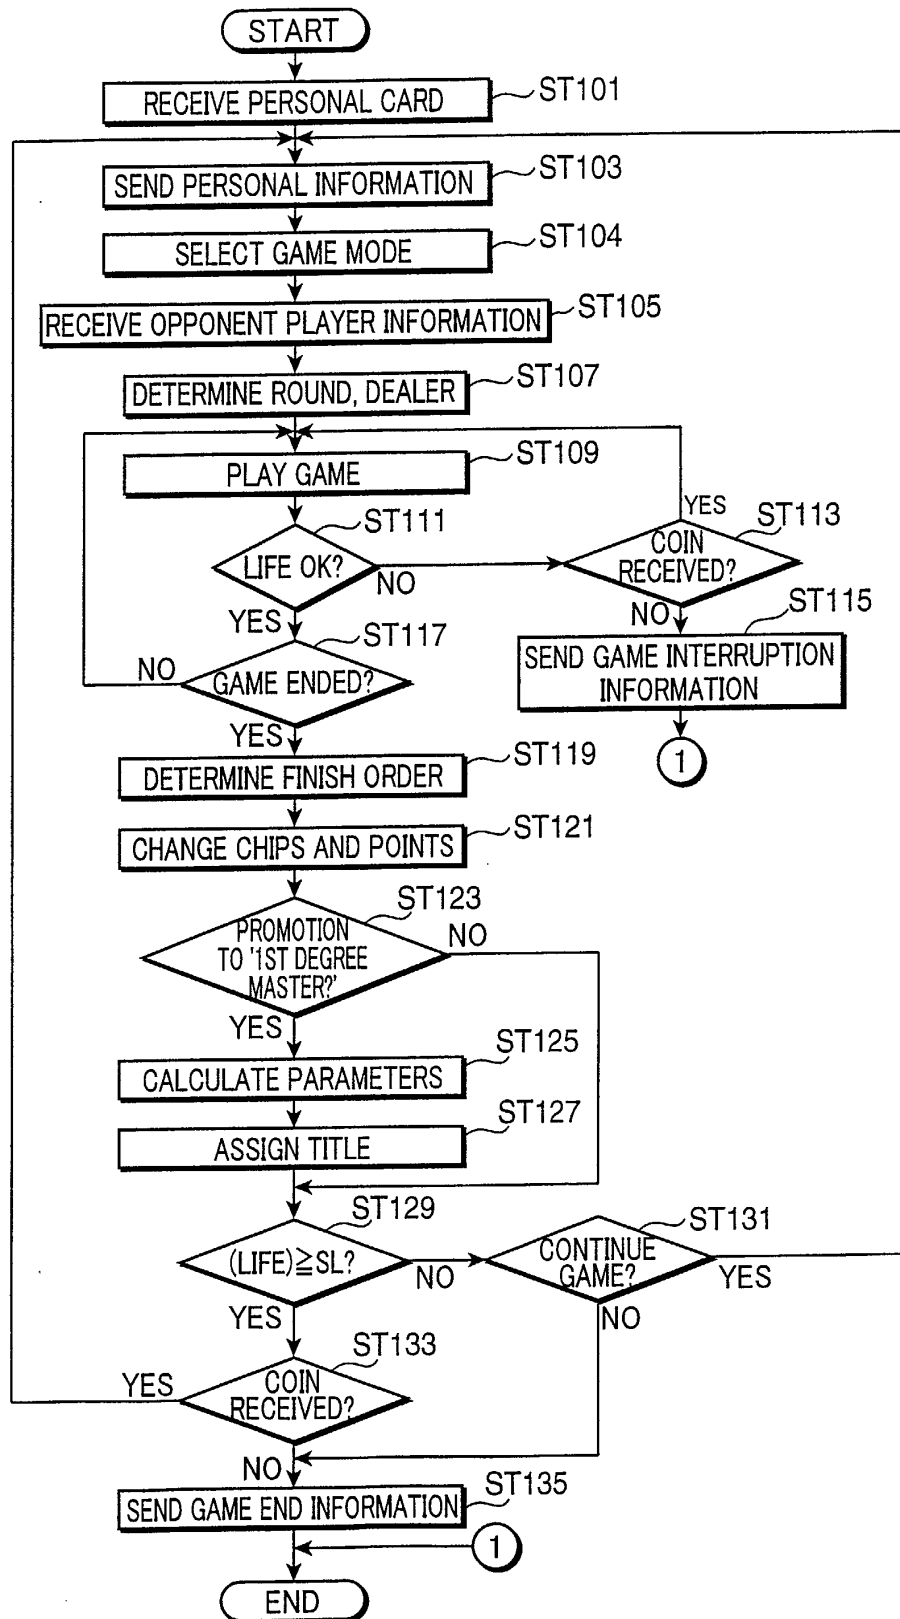 START
RECEIVE PERSONAL CARD
ST101
SEND PERSONAL INFORMATION
ST103
SELECT GAME MODE
ST104
RECEIVE OPPONENT PLAYER INFORMATION
ST105
DETERMINE ROUND, DEALER
ST107
PLAY GAME
ST109
LIFE OK?
ST111
NO
YES
COIN
RECEIVED?
ST113
YES
NO
SEND GAME INTERRUPTION
INFORMATION
ST115
1
GAME ENDED?
ST117
NO
YES
DETERMINE FINISH ORDER
ST119
CHANGE CHIPS AND POINTS
ST121
PROMOTION
TO '1ST DEGREE
MASTER?'
ST123
NO
YES
CALCULATE PARAMETERS
ST125
ASSIGN TITLE
ST127
(LIFE)≧SL?
ST129
NO
YES
CONTINUE
GAME?
ST131
YES
NO
COIN
RECEIVED?
ST133
YES
NO
SEND GAME END INFORMATION
ST135
1
END